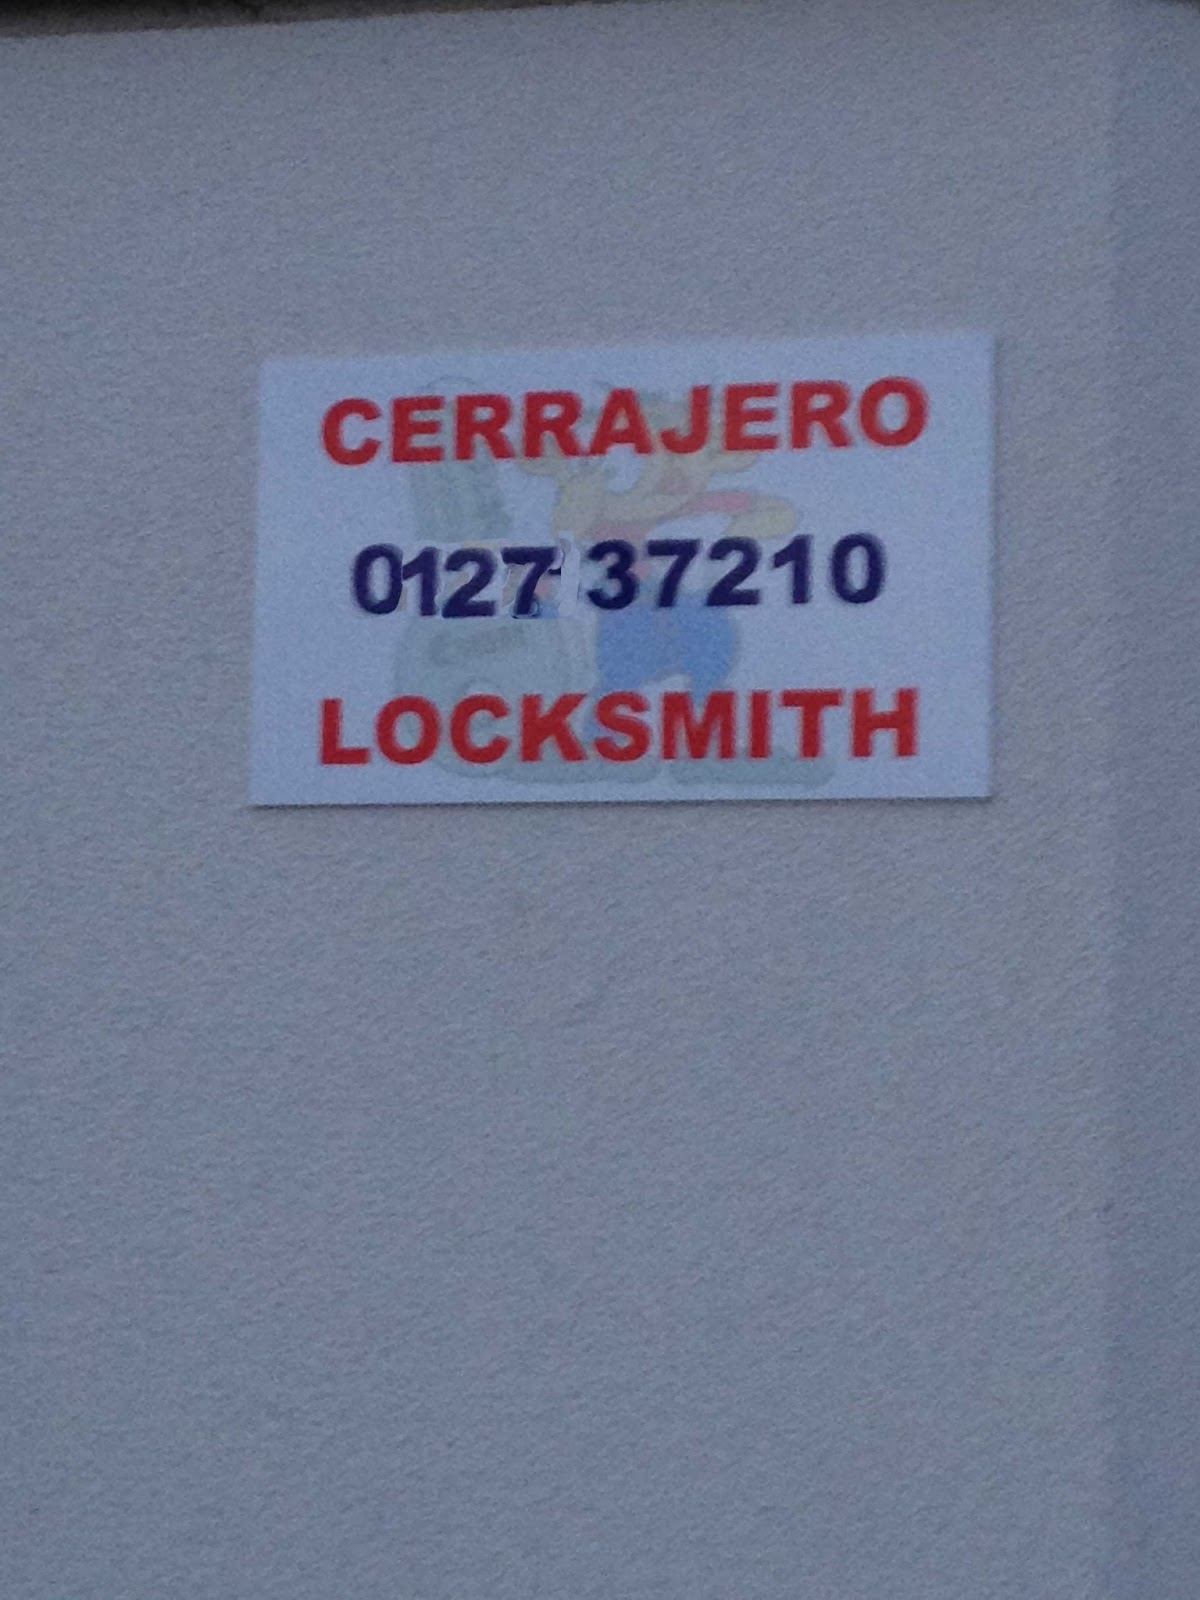 CERRAJERO
0127 37210
LOCKSMITH